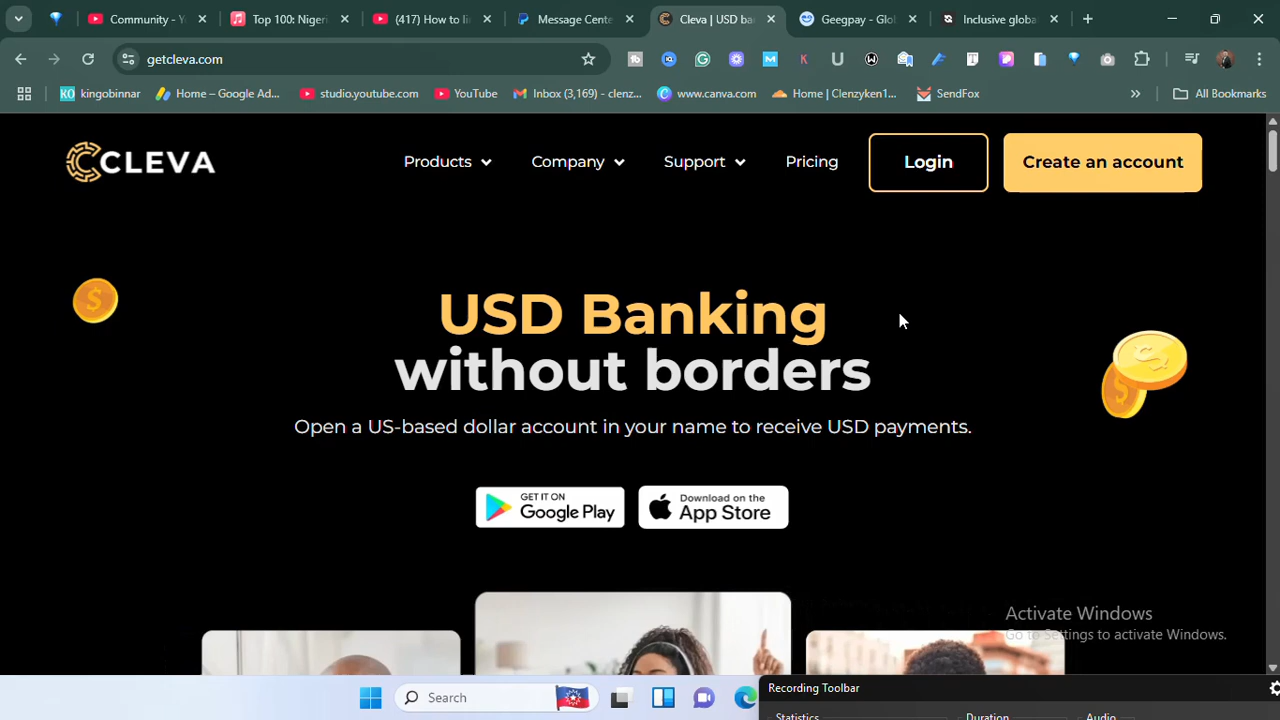 Community - Y
Top 100: Nigeri
(417) How to li
Message Cente
Cleva | USD ba
Geegpay - Glo
Inclusive globa
getcleva.com
kingobinnar
Home – Google Ad...
studio.youtube.com
YouTube
Inbox (3,169) - clenz...
www.canva.com
Home | Clenzyken1...
SendFox
All Bookmarks
CLEVA
Products
Company
Support
Pricing
Login
Create an account
USD Banking
without borders
Open a US-based dollar account in your name to receive USD payments.
GET IT ON
Google Play
Download on the
App Store
Activate Windows
Go to Settings to activate Windows.
Search
Recording Toolbar
Statistics
Duration
Audio